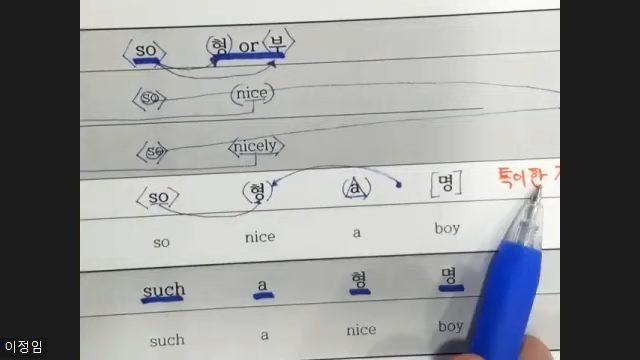 <so> (형) or <부>
<so> (nice)
<so> <nicely>
<so> (형) (a) [명] 특이한
so nice a boy
such a 형 명
such a nice boy
이정임